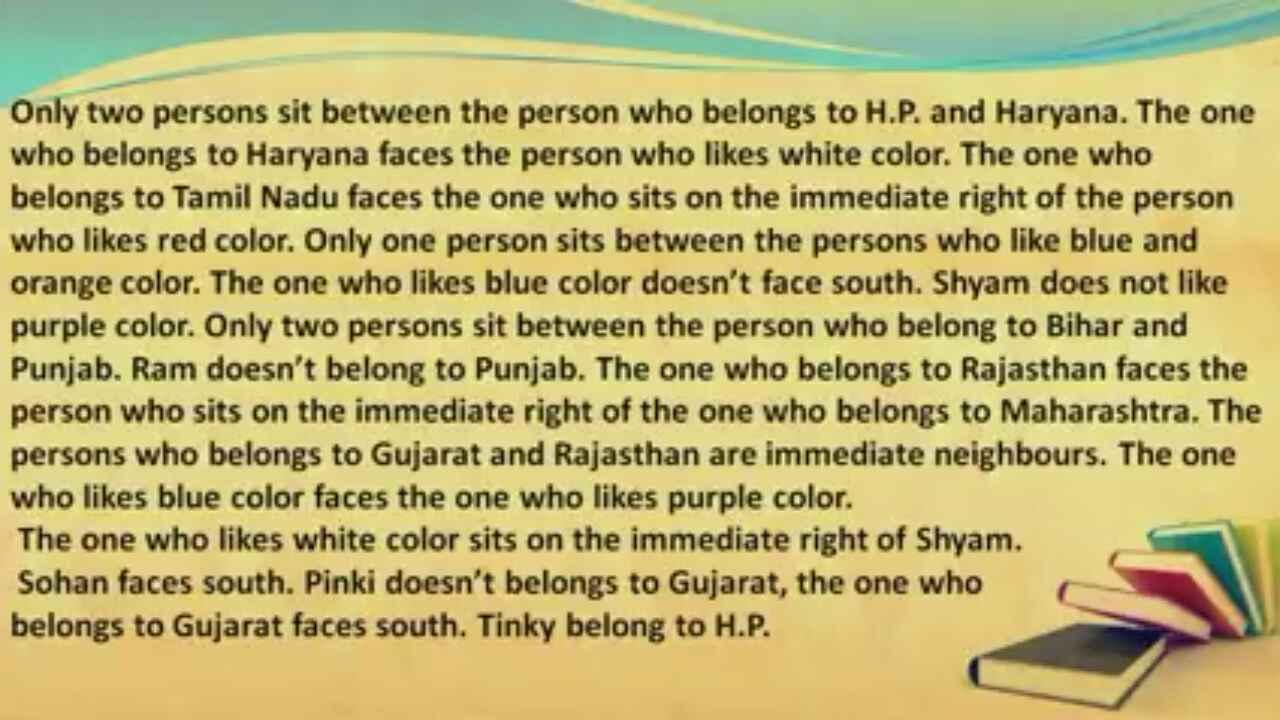 Only two persons sit between the person who belongs to H.P. and Haryana. The one
who belongs to Haryana faces the person who likes white color. The one who
belongs to Tamil Nadu faces the one who sits on the immediate right of the person
who likes red color. Only one person sits between the persons who like blue and
orange color. The one who likes blue color doesn’t face south. Shyam does not like
purple color. Only two persons sit between the person who belong to Bihar and
Punjab. Ram doesn’t belong to Punjab. The one who belongs to Rajasthan faces the
person who sits on the immediate right of the one who belongs to Maharashtra. The
persons who belongs to Gujarat and Rajasthan are immediate neighbours. The one
who likes blue color faces the one who likes purple color.
The one who likes white color sits on the immediate right of Shyam.
Sohan faces south. Pinki doesn’t belongs to Gujarat, the one who
belongs to Gujarat faces south. Tinky belong to H.P.